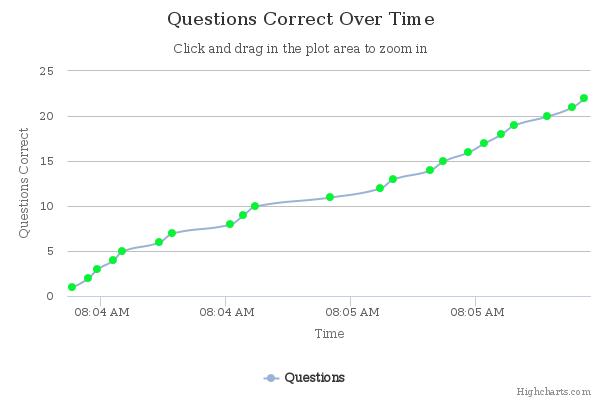 Questions Correct Over Time
Click and drag in the plot area to zoom in
25
20
15
10
5
0
Questions Correct
08:04 AM 08:04 AM 08:05 AM 08:05 AM
Time
Questions
Highcharts.com